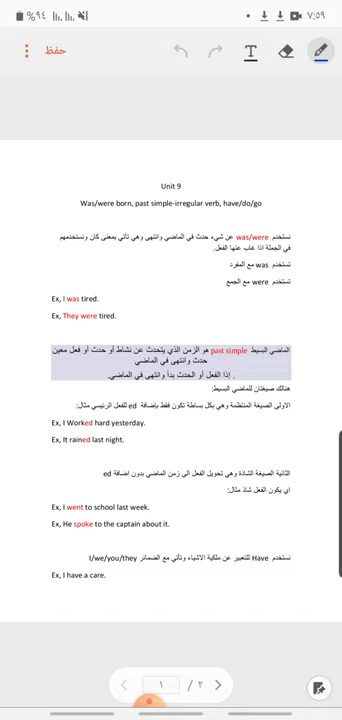 %٩٤ ٧:٥٩
حفظ T
Unit 9
Was/were born, past simple-irregular verb, have/do/go
نستخدم was/were عن شيء حدث في الماضي وانتهى وهي تأتي بمعنى كان ونستخدمهم
في الجملة اذا غاب عنها الفعل.
تستخدم was مع المفرد
تستخدم were مع الجمع
Ex, I was tired.
Ex, They were tired.
الماضي البسيط past simple هو الزمن الذي يتحدث عن نشاط أو حدث أو فعل معين
حدث وانتهى في الماضي
. إذا الفعل أو الحدث بدأ وانتهى في الماضي.
هنالك صيغتان للماضي البسيط:
الاولى الصيغة المنتظمة وهي بكل بساطة تكون فقط بإضافة ed للفعل الرئيسي مثال:
Ex, I Worked hard yesterday.
Ex, It rained last night.
الثانية الصيغة الشاذة وهي تحويل الفعل الى زمن الماضي بدون اضافة ed
اي يكون الفعل شاذ مثال:
Ex, I went to school last week.
Ex, He spoke to the captain about it.
نستخدم Have للتعبير عن ملكية الاشياء وتأتي مع الضمائر I/we/you/they
Ex, I have a care.
١ / ٢